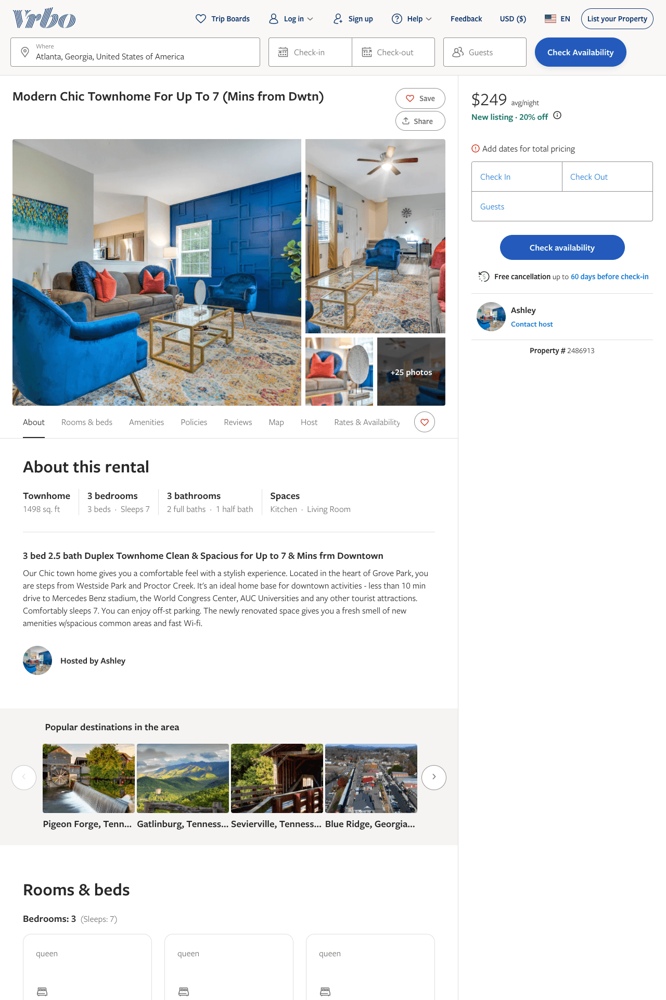 Vrbo
Trip Boards
Log in
Sign up
Help
Feedback
USD ($)
EN
List your Property
Where
Atlanta, Georgia, United States of America
Check-in
Check-out
Guests
Check Availability
Modern Chic Townhome For Up To 7 (Mins from Dwtn)
Save
Share
+25 photos
$249 avg/night
New listing · 20% off
Add dates for total pricing
Check In
Check Out
Guests
Check availability
Free cancellation up to 60 days before check-in
Ashley
Contact host
Property # 2486913
About
Rooms & beds
Amenities
Policies
Reviews
Map
Host
Rates & Availability
About this rental
Townhome
1498 sq. ft
3 bedrooms
3 beds · Sleeps 7
3 bathrooms
2 full baths · 1 half bath
Spaces
Kitchen · Living Room
3 bed 2.5 bath Duplex Townhome Clean & Spacious for Up to 7 & Mins frm Downtown
Our Chic town home gives you a comfortable feel with a stylish experience. Located in the heart of Grove Park, you
are steps from Westside Park and Proctor Creek. It's an ideal home base for downtown activities - less than 10 min
drive to Mercedes Benz stadium, the World Congress Center, AUC Universities and any other tourist attractions.
Comfortably sleeps 7. You can enjoy off-st parking. The newly renovated space gives you a fresh smell of new
amenities w/spacious common areas and fast Wi-fi.
Hosted by Ashley
Popular destinations in the area
Pigeon Forge, Tenn...
Gatlinburg, Tenness...
Sevierville, Tenness...
Blue Ridge, Georgia...
Rooms & beds
Bedrooms: 3 (Sleeps: 7)
queen
queen
queen